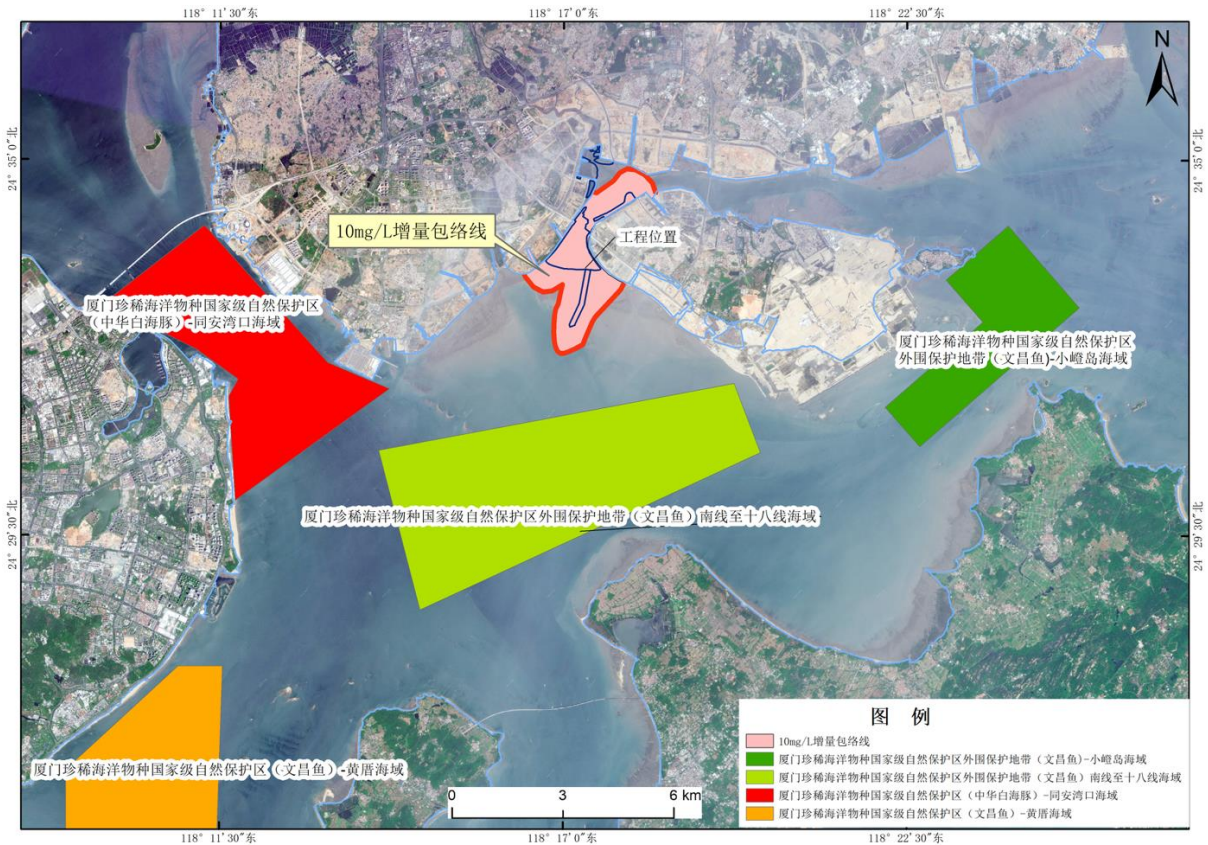 118° 11'30"东
118° 17'0"东
118° 22'30"东
N
24° 35'0"北
24° 35'0"北
10mg/L增量包络线
工程位置
厦门珍稀海洋物种国家级自然保护区
（中华白海豚）-同安湾口海域
厦门珍稀海洋物种国家级自然保护区
外围保护地带（文昌鱼)-小嶝岛海域
厦门珍稀海洋物种国家级自然保护区外围保护地带（文昌鱼）南线至十八线海域
24° 29'30"北
24° 29'30"北
厦门珍稀海洋物种国家级自然保护区（文昌鱼）-黄厝海域
图 例
10mg/L增量包络线
厦门珍稀海洋物种国家级自然保护区外围保护地带（文昌鱼）-小嶝岛海域
厦门珍稀海洋物种国家级自然保护区外围保护地带（文昌鱼）南线至十八线海域
厦门珍稀海洋物种国家级自然保护区（中华白海豚）-同安湾口海域
厦门珍稀海洋物种国家级自然保护区（文昌鱼）-黄厝海域
0 3 6 km
118° 11'30"东
118° 17'0"东
118° 22'30"东